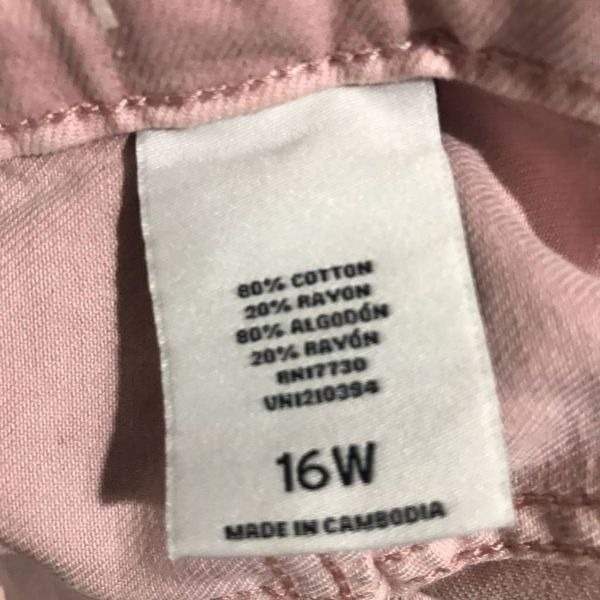 80% COTTON
20% RAYON
80% ALGODÓN
20% RAYÓN
RN17730
VN1210394
16W
MADE IN CAMBODIA